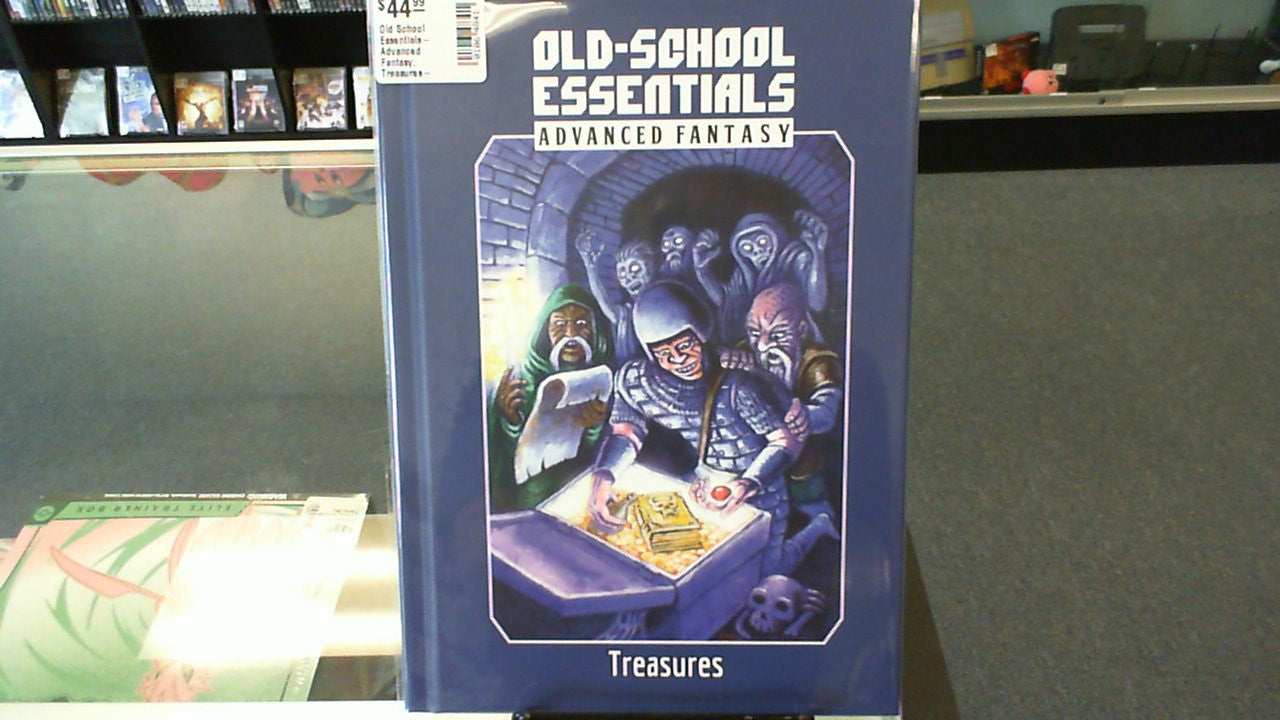 $44.99
Old School
Essentials-
Advanced
Fantasy:
Treasures-
OLD-SCHOOL
ESSENTIALS
ADVANCED FANTASY
Treasures
ELITE TRAINER BOX